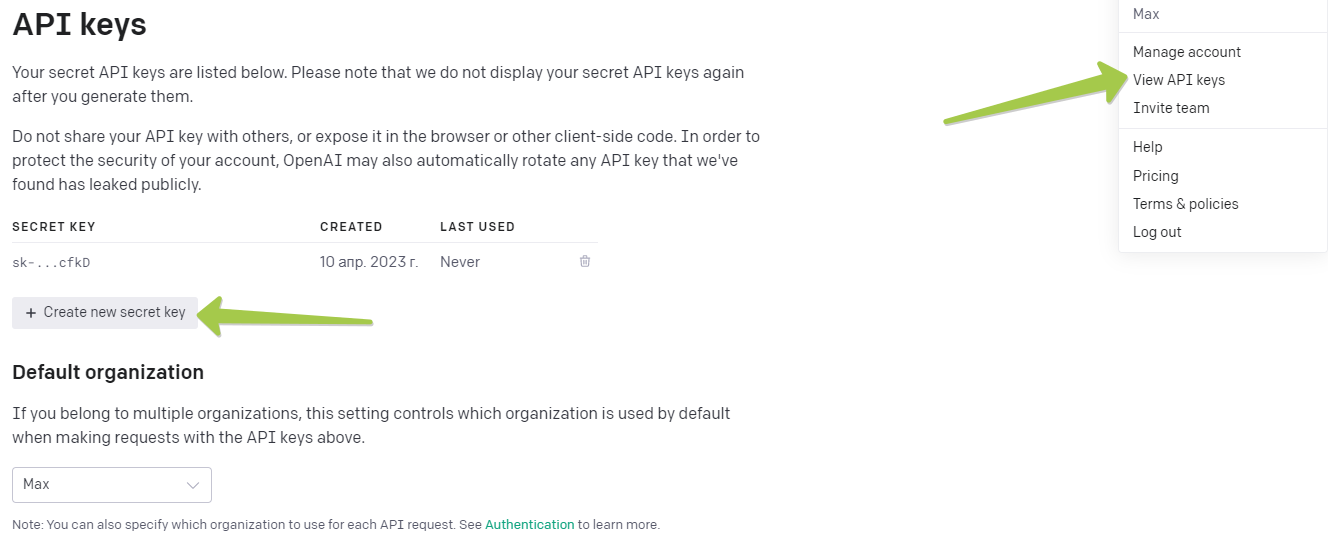 API keys
Your secret API keys are listed below. Please note that we do not display your secret API keys again
after you generate them.
Do not share your API key with others, or expose it in the browser or other client-side code. In order to
protect the security of your account, OpenAI may also automatically rotate any API key that we've
found has leaked publicly.
SECRET KEY CREATED LAST USED
sk-...cfkD 10 апр. 2023 г. Never
+ Create new secret key
Default organization
If you belong to multiple organizations, this setting controls which organization is used by default
when making requests with the API keys above.
Max
Note: You can also specify which organization to use for each API request. See Authentication to learn more.
Max
Manage account
View API keys
Invite team
Help
Pricing
Terms & policies
Log out